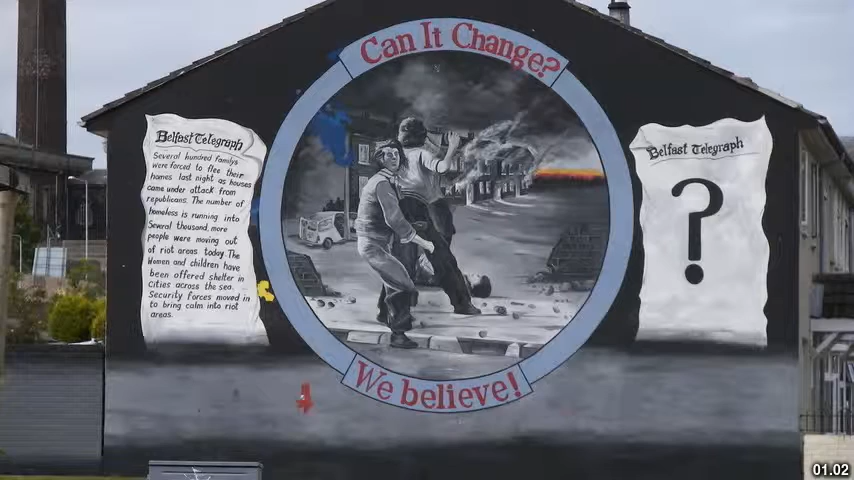 Can It Change?
Belfast Telegraph
Several hundred familys
were forced to flee their
homes last night as houses
came under attack from
republicans. The number of
homeless is running into
Several thousand, more
people were moving out
of riot areas today. The
Women and children have
been offered shelter in
Cities across the sea.
Security forces moved in
to bring calm into riot
areas.
Belfast Telegraph
?
We believe!
01.02